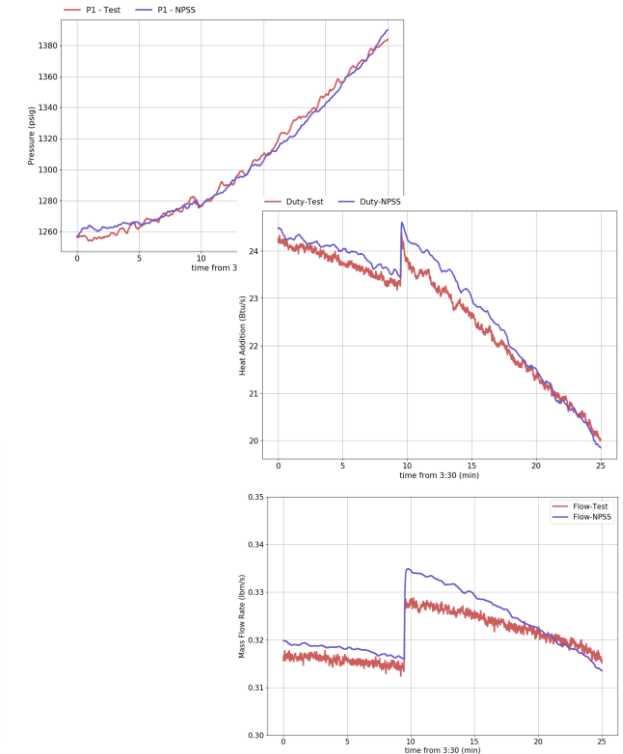 P1 - Test P1 - NPSS
1380
1360
1340
1320
1300
1280
1260
Pressure (psig)
0 5 10
time from 3
Duty-Test Duty-NPSS
24
23
22
21
20
Heat Addition (Btu/s)
0 5 10 15 20 25
time from 3:30 (min)
0.35
0.34
0.33
0.32
0.31
0.30
Mass Flow Rate (lbm/s)
Flow-Test
Flow-NPSS
0 5 10 15 20 25
time from 3:30 (min)